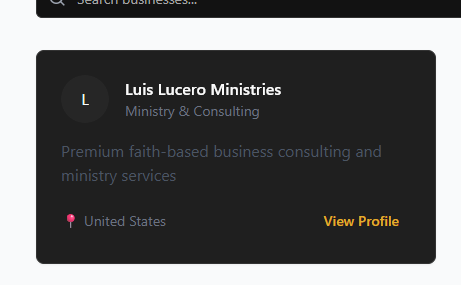 Search businesses...
L
Luis Lucero Ministries
Ministry & Consulting
Premium faith-based business consulting and
ministry services
📍 United States
View Profile